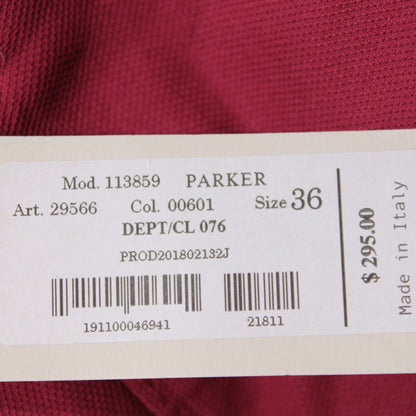 Mod. 113859 PARKER
Art. 29566 Col. 00601 Size 36
DEPT/CL 076
PROD201802132J
191100046941 21811
$ 295.00
Made in Italy